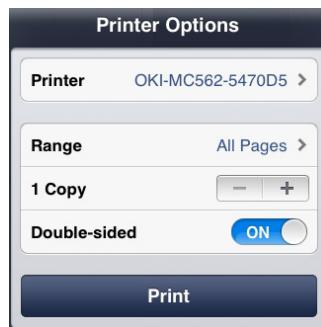 Printer Options
Printer OKI-MC562-5470D5 >
Range All Pages >
1 Copy − +
Double-sided ON
Print